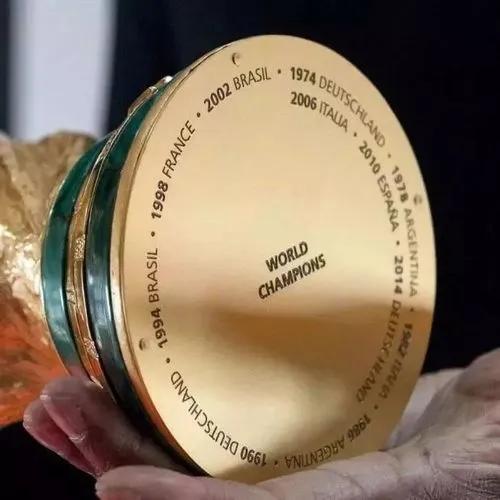 1974 DEUTSCHLAND • 1978 ARGENTINA • 1982 ITALIA • 1986 ARGENTINA • 1990 DEUTSCHLAND • 1994 BRASIL • 1998 FRANCE • 2002 BRASIL •
2006 ITALIA • 2010 ESPAÑA • 2014 DEUTSCHLAND
WORLD
CHAMPIONS